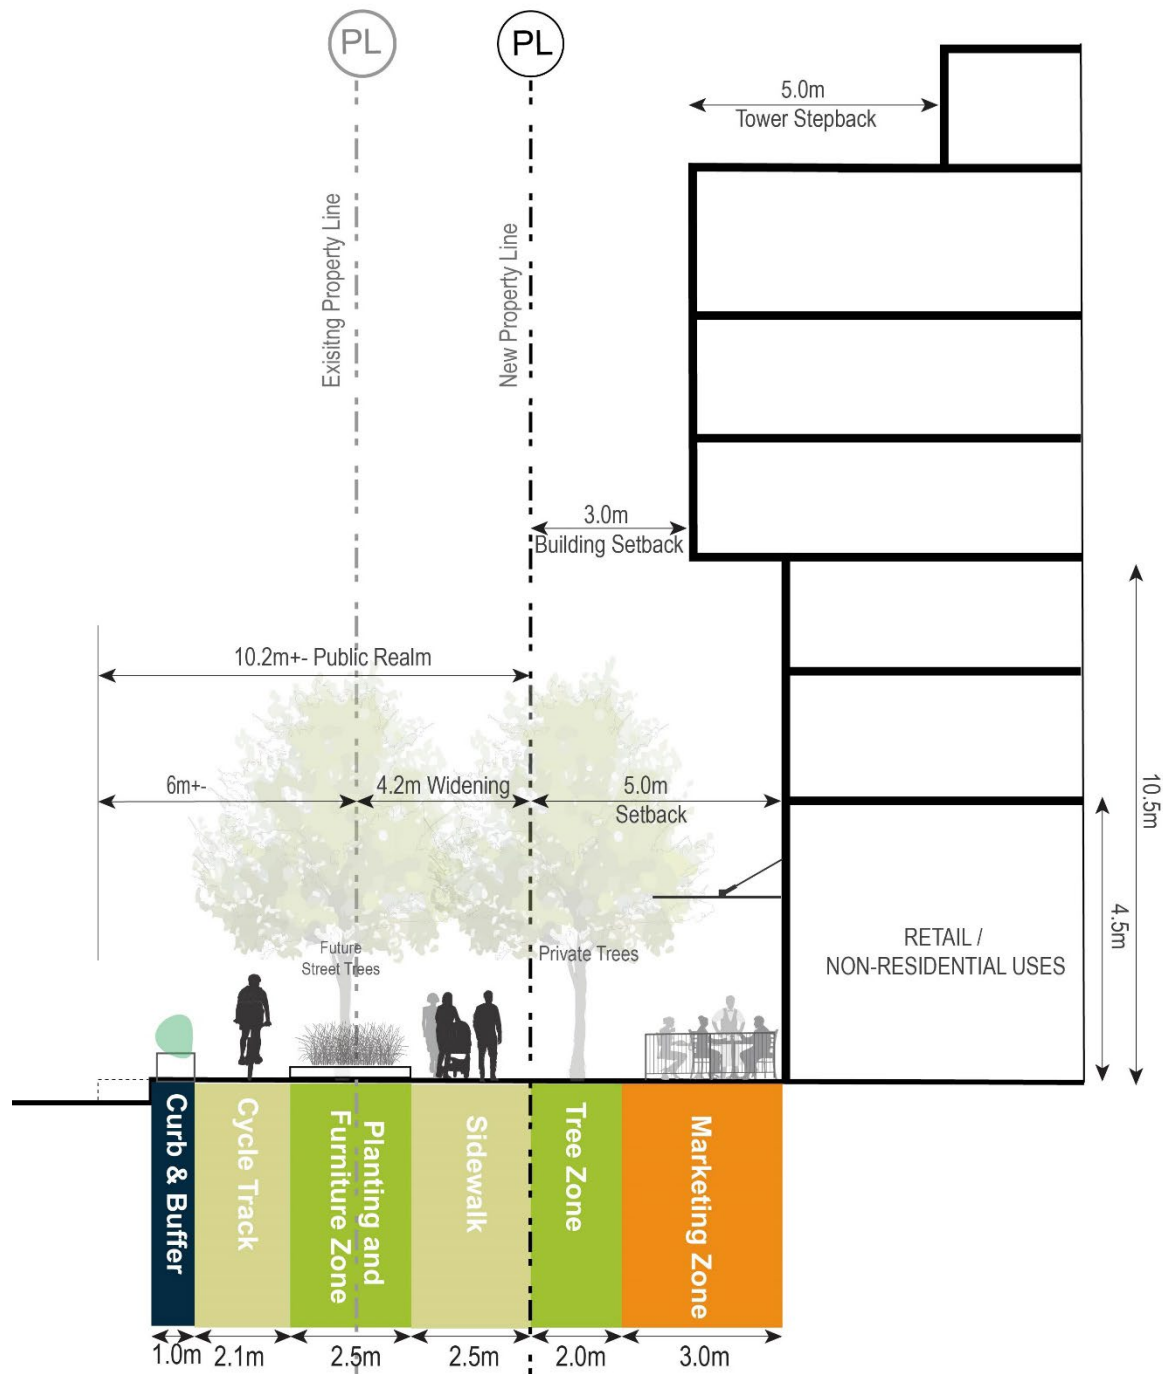 PL
PL
5.0m
Tower Stepback
Exisitng Property Line
New Property Line
3.0m
Building Setback
10.2m+- Public Realm
6m+-
4.2m Widening
5.0m
Setback
10.5m
4.5m
Future
Street Trees
Private Trees
RETAIL /
NON-RESIDENTIAL USES
Curb & Buffer
Cycle Track
Planting and
Furniture Zone
Sidewalk
Tree Zone
Marketing Zone
1.0m
2.1m
2.5m
2.5m
2.0m
3.0m